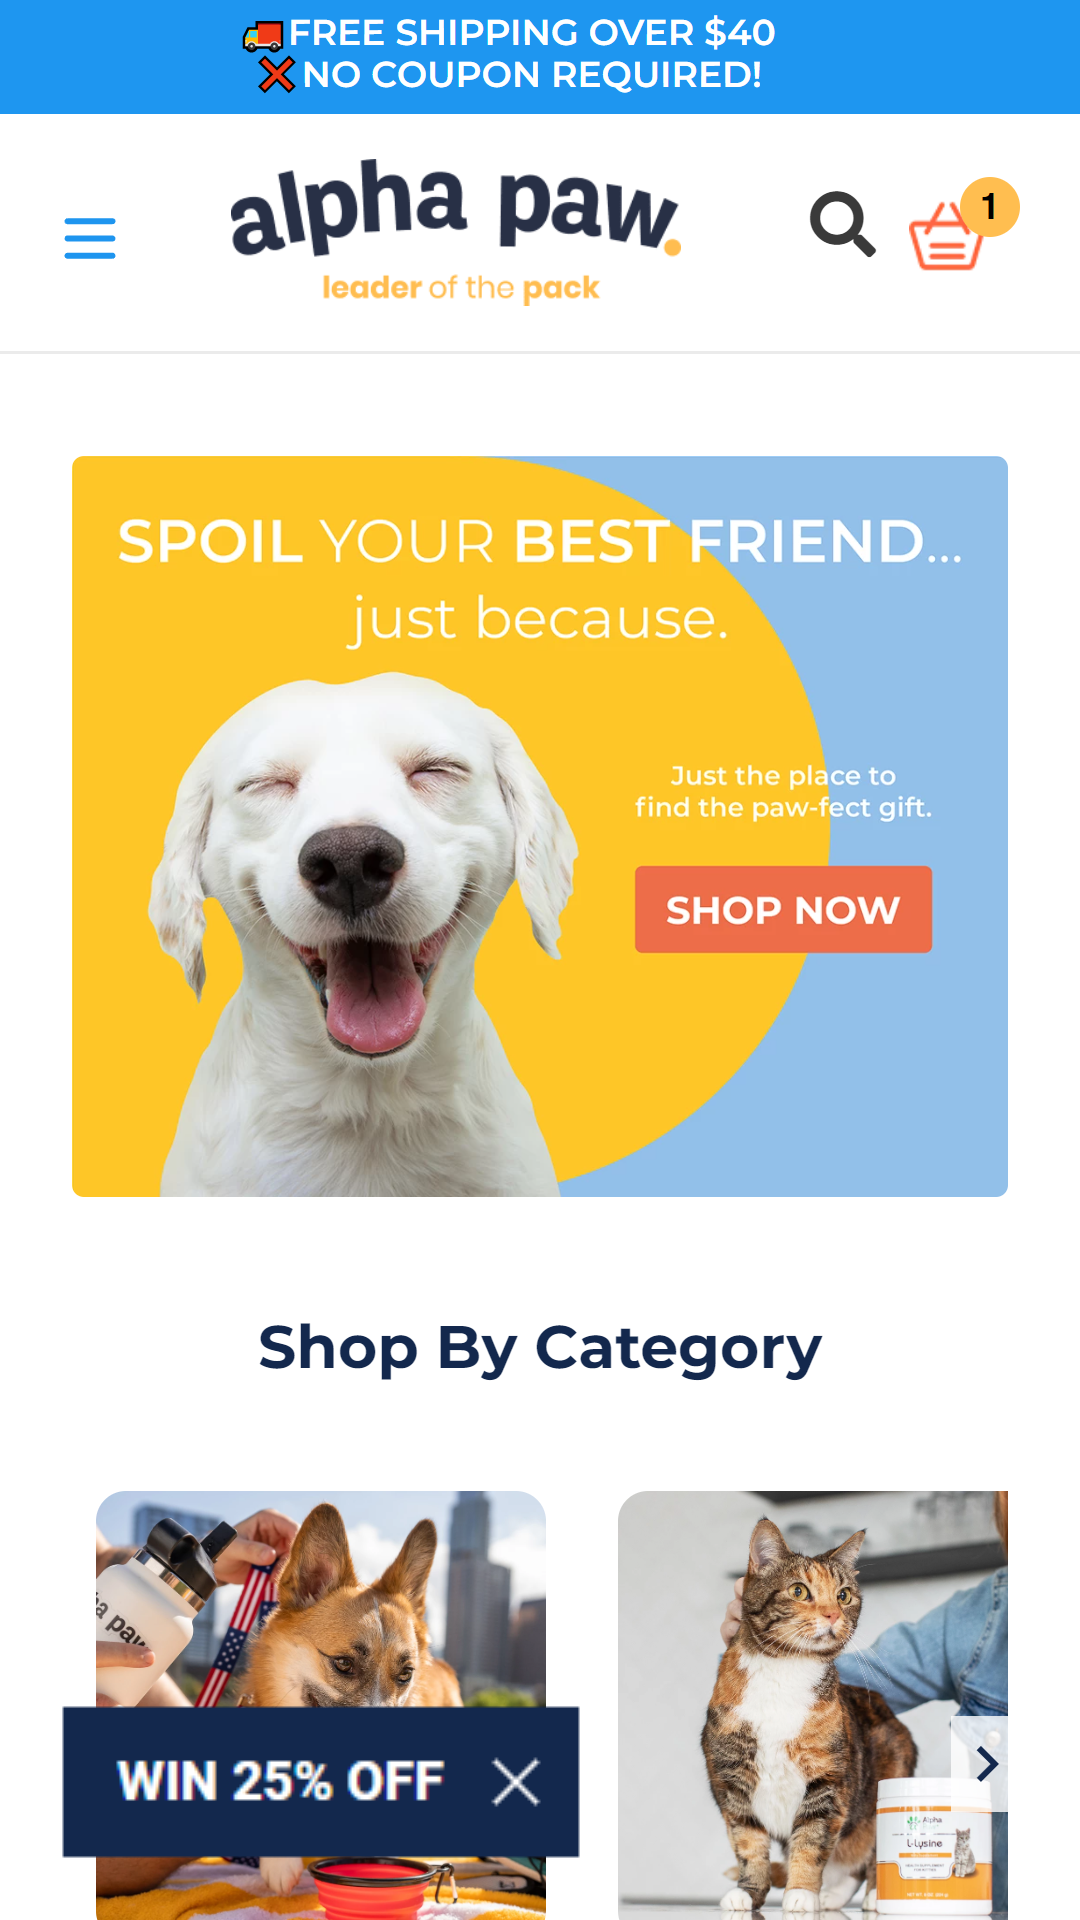 FREE SHIPPING OVER $40
NO COUPON REQUIRED!
alpha paw.
leader of the pack
1
SPOIL YOUR BEST FRIEND...
just because.
Just the place to
find the paw-fect gift.
SHOP NOW
Shop By Category
a paw
WIN 25% OFF
Alpha
L-Lysine